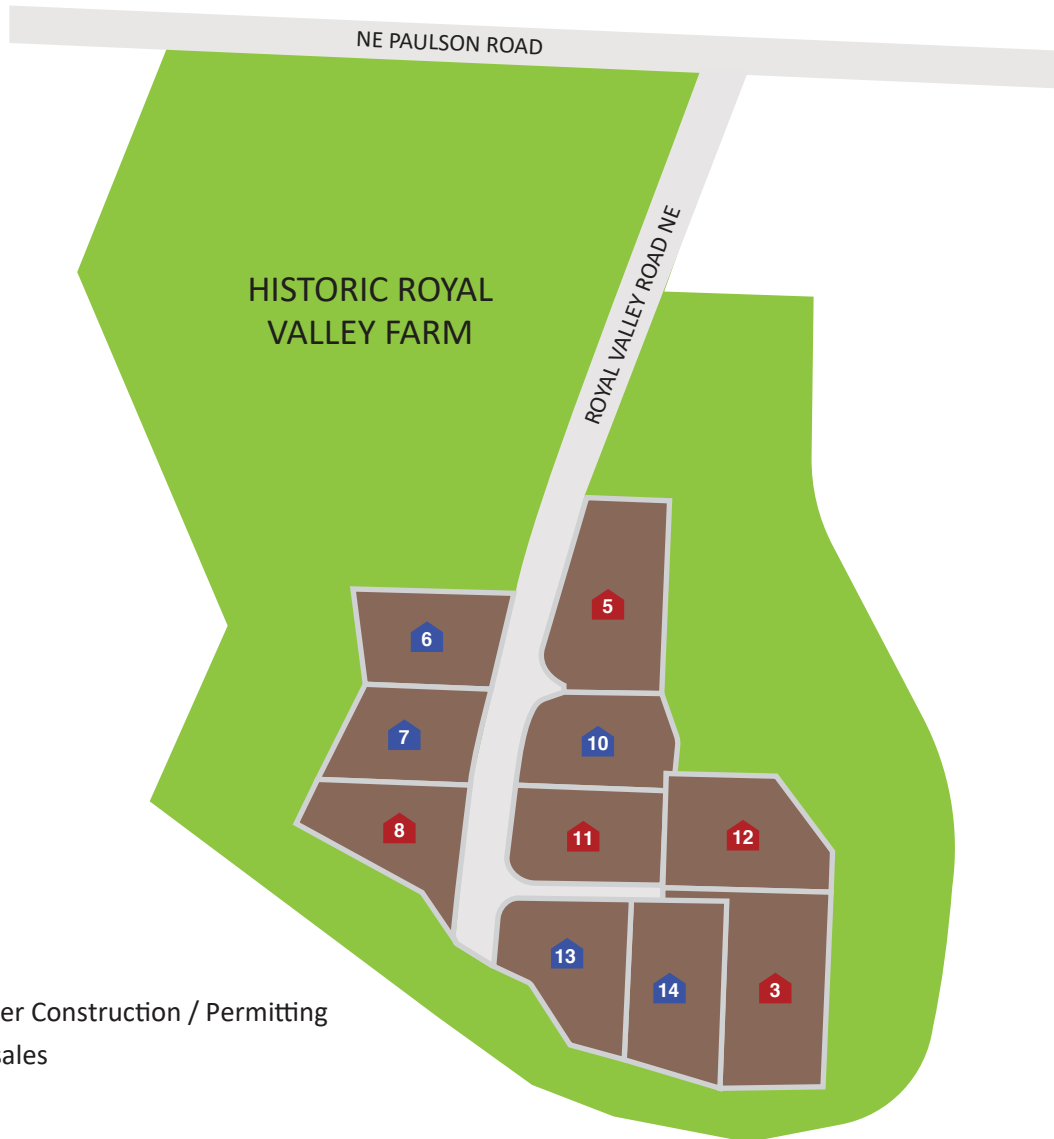 NE PAULSON ROAD
ROYAL VALLEY ROAD NE
HISTORIC ROYAL
VALLEY FARM
5
6
7
10
8
11
12
13
14
3
er Construction / Permitting
sales